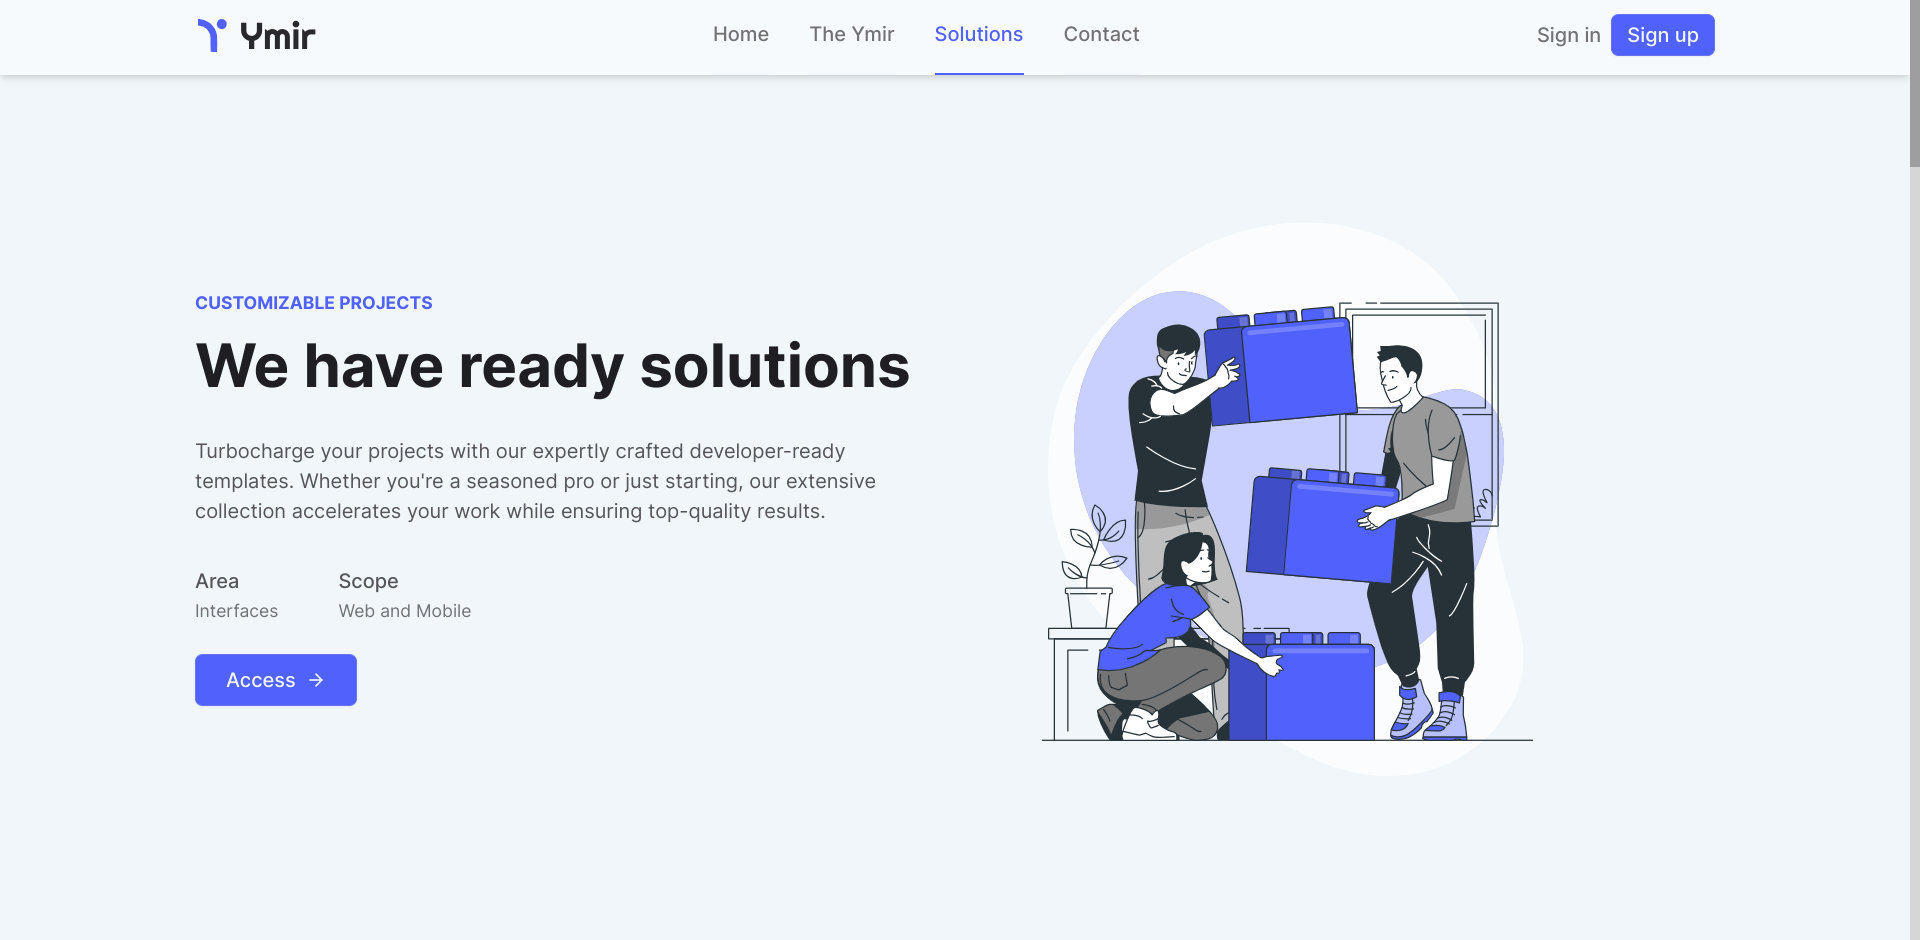 Ymir
Home
The Ymir
Solutions
Contact
Sign in
Sign up
CUSTOMIZABLE PROJECTS
We have ready solutions
Turbocharge your projects with our expertly crafted developer-ready
templates. Whether you're a seasoned pro or just starting, our extensive
collection accelerates your work while ensuring top-quality results.
Area
Interfaces
Scope
Web and Mobile
Access